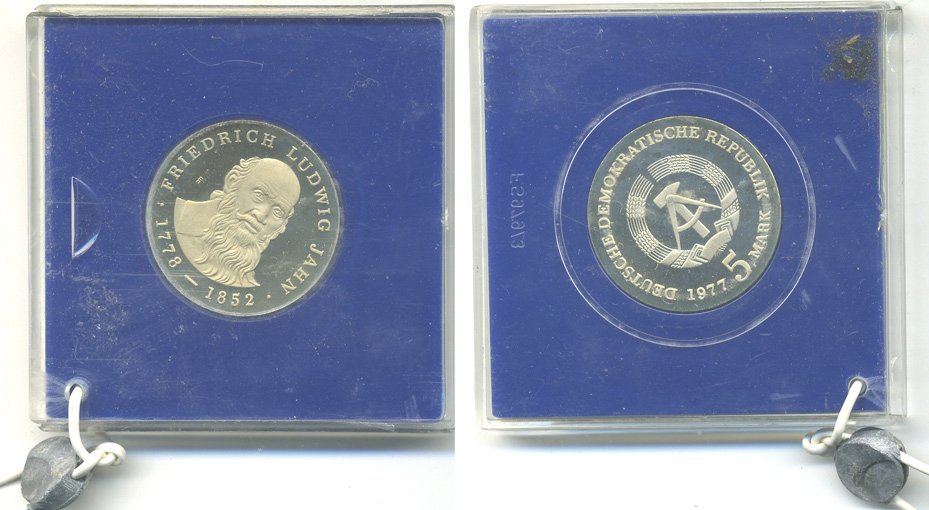 FRIEDRICH LUDWIG JAHN
1778 – 1852
DEUTSCHE DEMOKRATISCHE REPUBLIK
1977 5 MARK